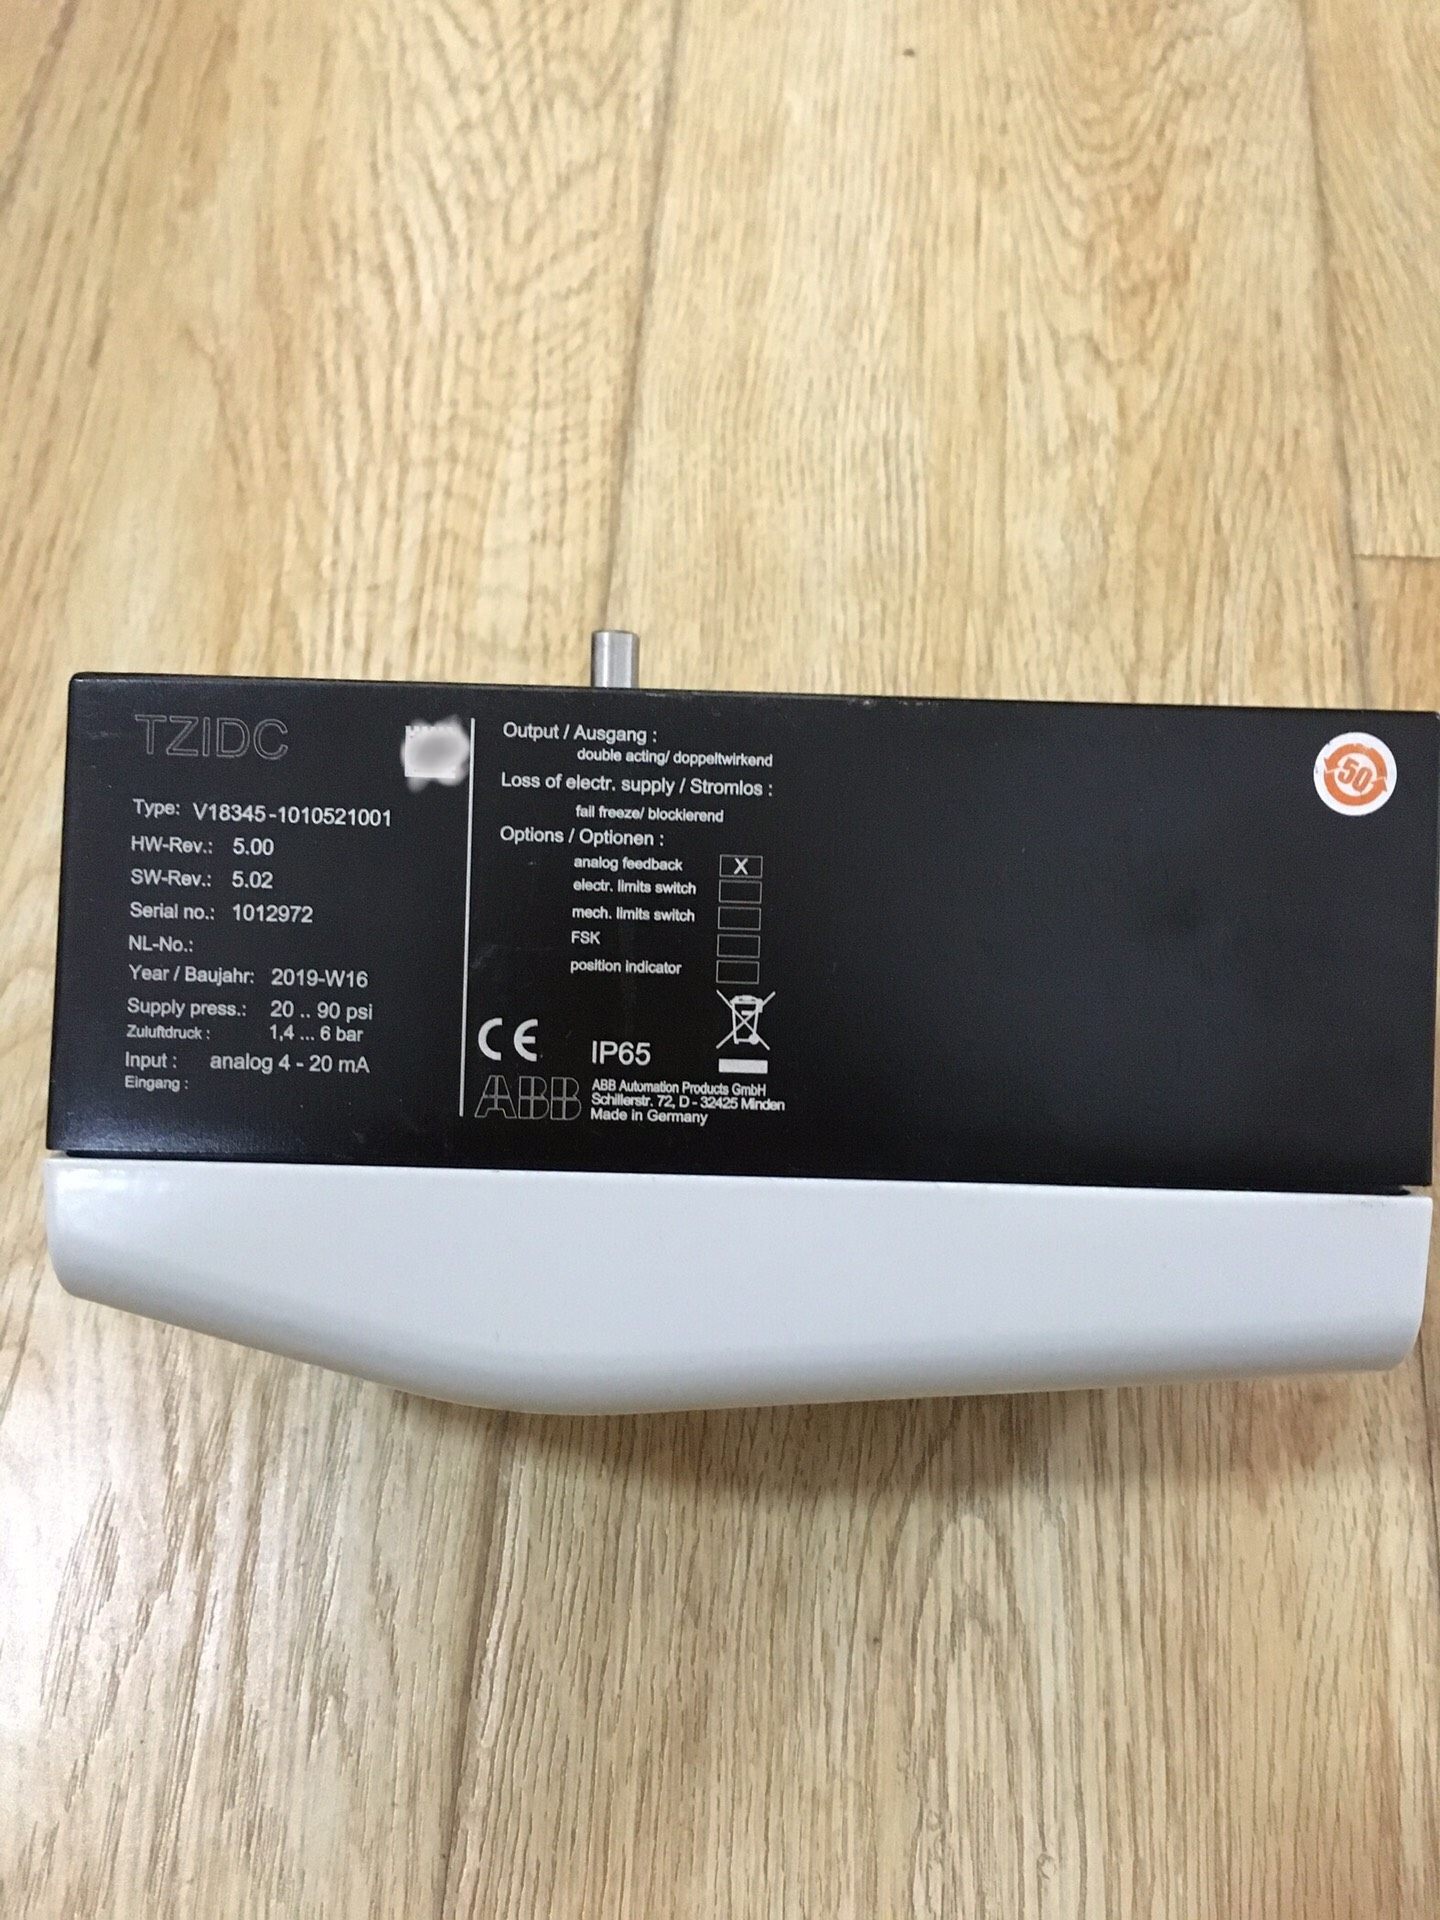 TZIDC
Type: V18345-1010521001
HW-Rev.: 5.00
SW-Rev.: 5.02
Serial no.: 1012972
NL-No.:
Year / Baujahr: 2019-W16
Supply press.: 20 .. 90 psi
Zuluftdruck : 1,4 ... 6 bar
Input : analog 4 - 20 mA
Eingang :
Output / Ausgang :
double acting/ doppeltwirkend
Loss of electr. supply / Stromlos :
fail freeze/ blockierend
Options / Optionen :
analog feedback X
electr. limits switch
mech. limits switch
FSK
position indicator
CE IP65
ABB
ABB Automation Products GmbH
Schillerstr. 72, D - 32425 Minden
Made in Germany
50